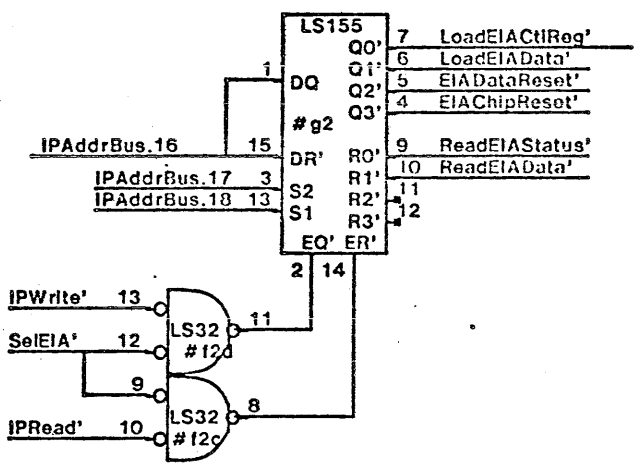 LS155
Q0' 7 LoadEIACtlReg'
Q1' 6 LoadEIAData'
1 DQ Q2' 5 EIADataReset'
Q3' 4 EIAChipReset'
#g2
IPAddrBus.16 15 DR' R0' 9 ReadEIAStatus'
R1' 10 ReadEIAData'
IPAddrBus.17 3 S2 R2' 11
IPAddrBus.18 13 S1 R3' 12
EQ' ER'
2 14
IPWrite' 13
LS32 11
SelEIA' 12 #f2d
9
LS32 8
IPRead' 10 #f2c